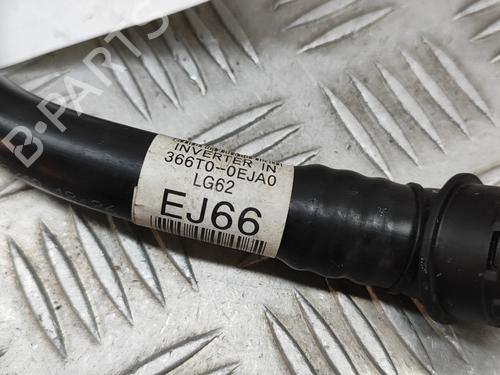 B-PARTS
INVERTER IN
366T0-0EJA0
LG62
EJ66